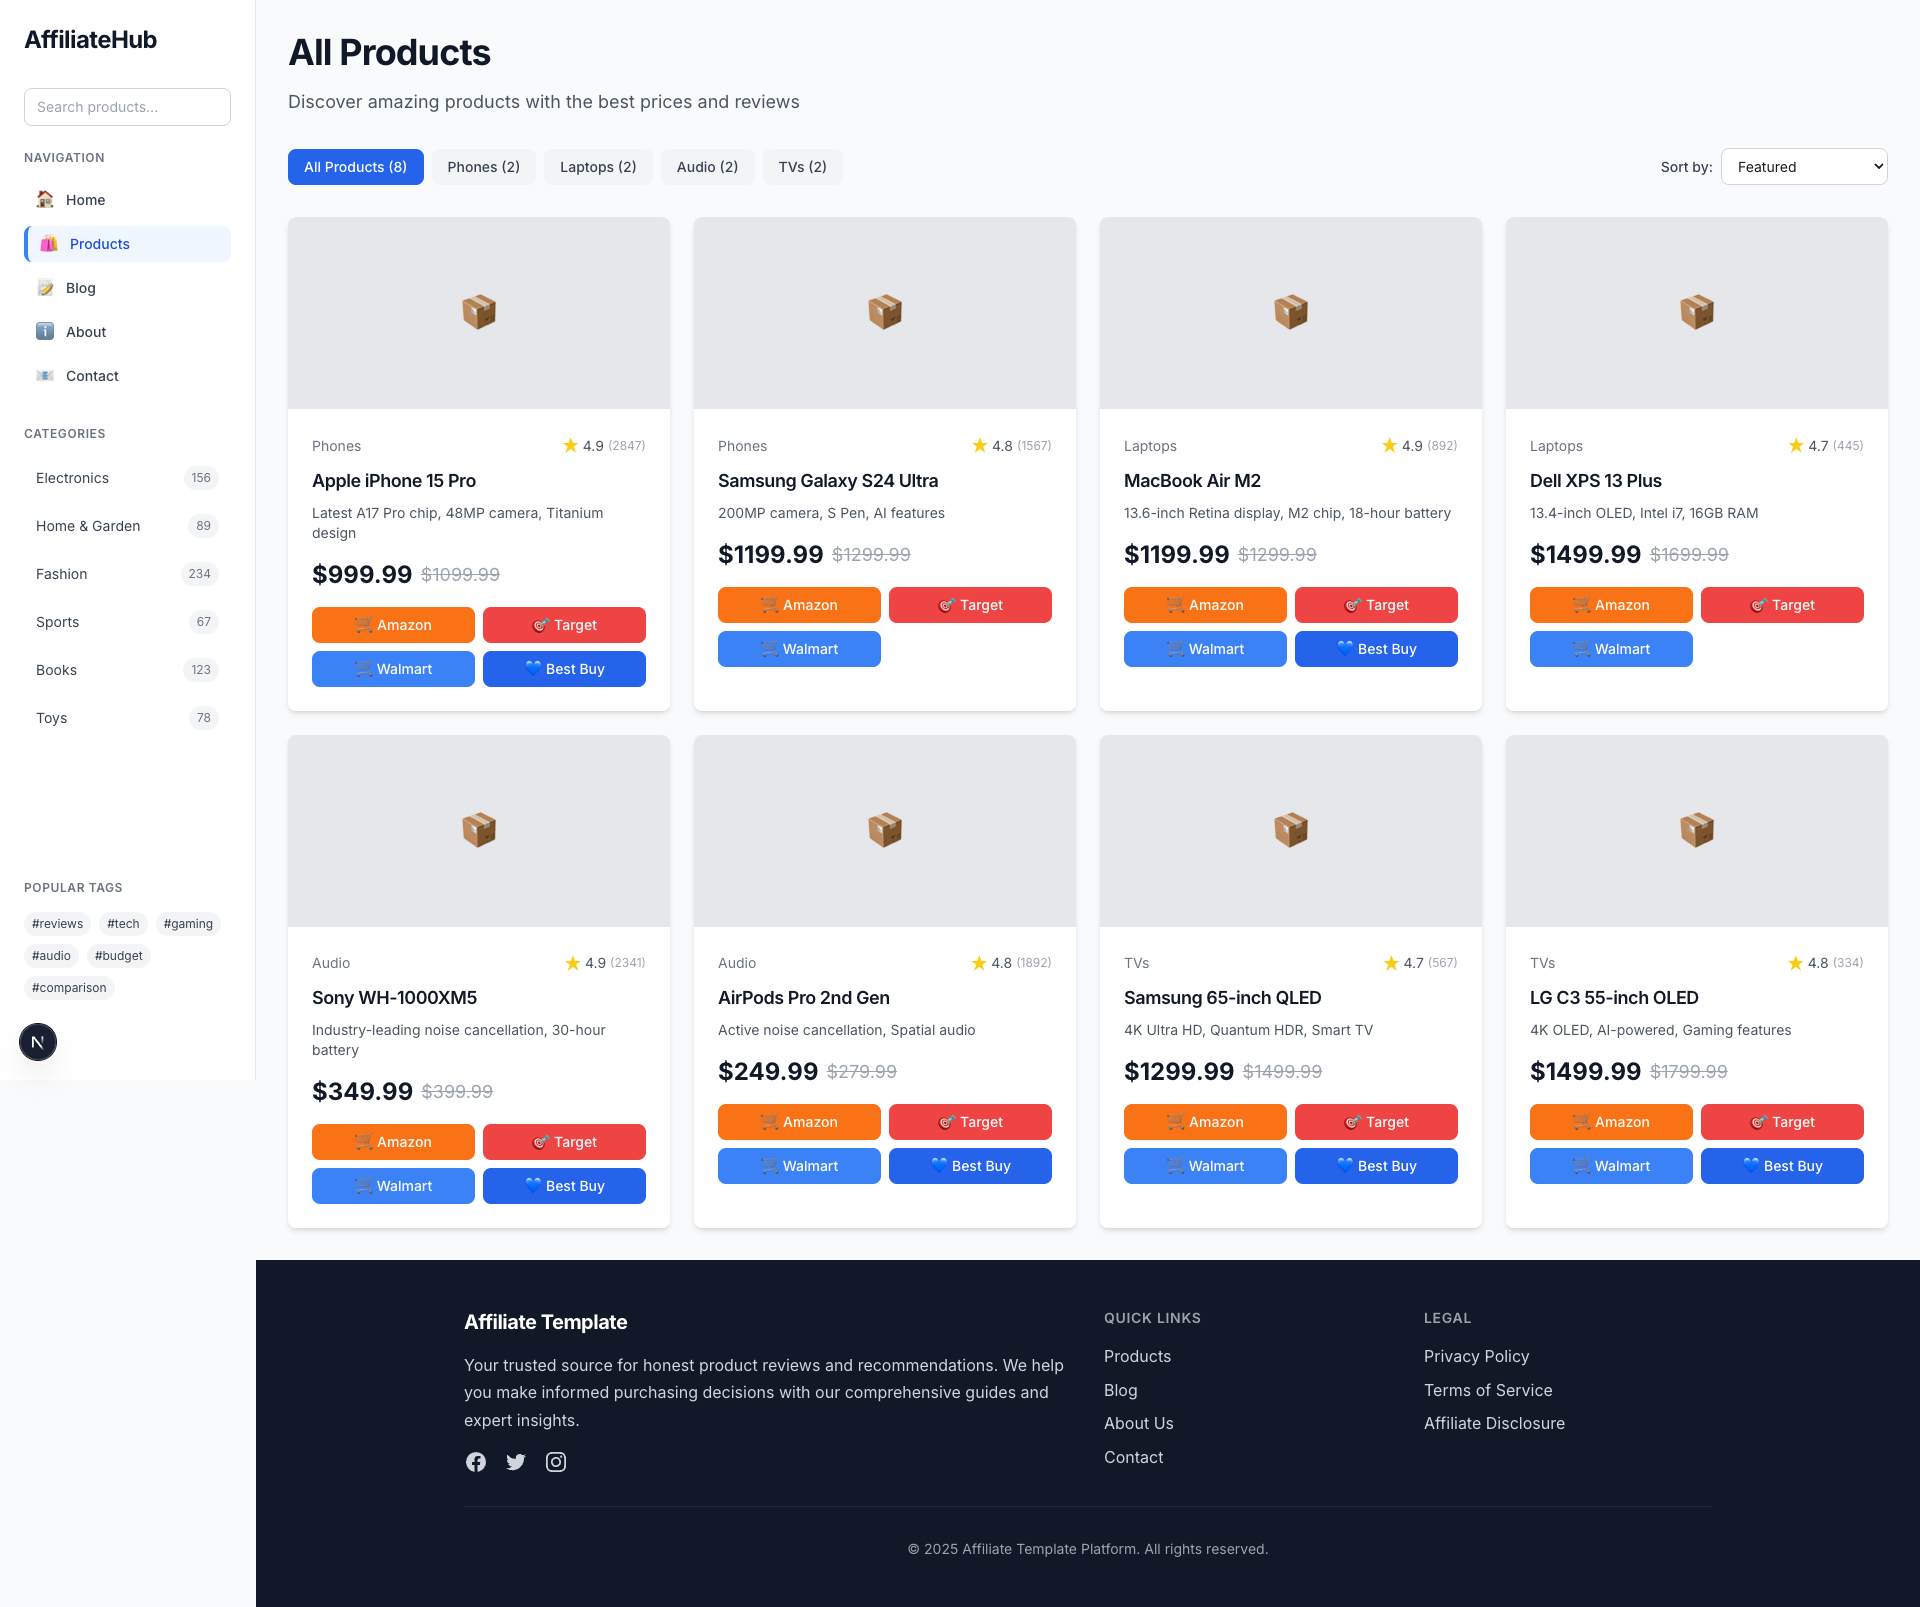 AffiliateHub
Search products...
NAVIGATION
Home
Products
Blog
About
Contact
CATEGORIES
Electronics 156
Home & Garden 89
Fashion 234
Sports 67
Books 123
Toys 78
POPULAR TAGS
#reviews #tech #gaming
#audio #budget
#comparison
N
All Products
Discover amazing products with the best prices and reviews
All Products (8) Phones (2) Laptops (2) Audio (2) TVs (2) Sort by: Featured
Phones 4.9 (2847)
Apple iPhone 15 Pro
Latest A17 Pro chip, 48MP camera, Titanium
design
$999.99 $1099.99
Amazon Target
Walmart Best Buy
Phones 4.8 (1567)
Samsung Galaxy S24 Ultra
200MP camera, S Pen, AI features
$1199.99 $1299.99
Amazon Target
Walmart
Laptops 4.9 (892)
MacBook Air M2
13.6-inch Retina display, M2 chip, 18-hour battery
$1199.99 $1299.99
Amazon Target
Walmart Best Buy
Laptops 4.7 (445)
Dell XPS 13 Plus
13.4-inch OLED, Intel i7, 16GB RAM
$1499.99 $1699.99
Amazon Target
Walmart
Audio 4.9 (2341)
Sony WH-1000XM5
Industry-leading noise cancellation, 30-hour
battery
$349.99 $399.99
Amazon Target
Walmart Best Buy
Audio 4.8 (1892)
AirPods Pro 2nd Gen
Active noise cancellation, Spatial audio
$249.99 $279.99
Amazon Target
Walmart Best Buy
TVs 4.7 (567)
Samsung 65-inch QLED
4K Ultra HD, Quantum HDR, Smart TV
$1299.99 $1499.99
Amazon Target
Walmart Best Buy
TVs 4.8 (334)
LG C3 55-inch OLED
4K OLED, AI-powered, Gaming features
$1499.99 $1799.99
Amazon Target
Walmart Best Buy
Affiliate Template
Your trusted source for honest product reviews and recommendations. We help
you make informed purchasing decisions with our comprehensive guides and
expert insights.
QUICK LINKS
Products
Blog
About Us
Contact
LEGAL
Privacy Policy
Terms of Service
Affiliate Disclosure
© 2025 Affiliate Template Platform. All rights reserved.